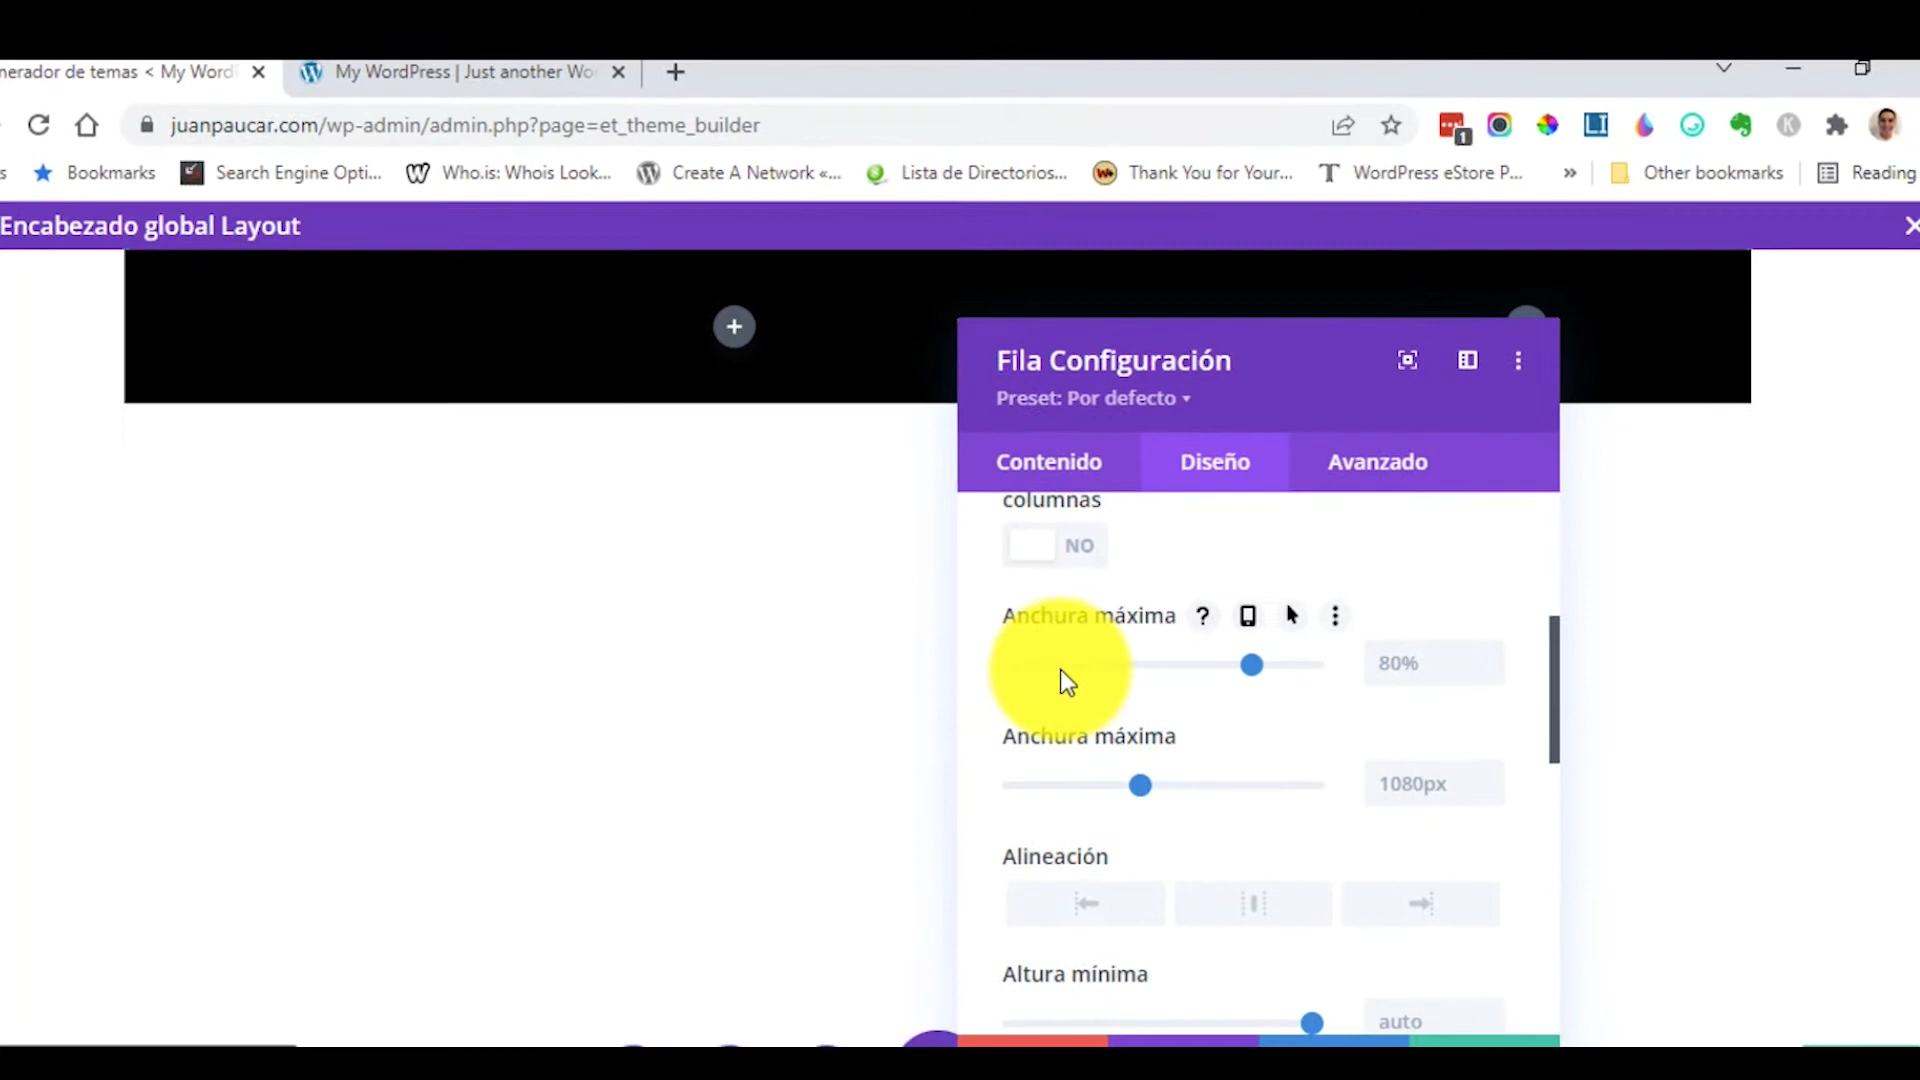 nerador de temas < My Word
My WordPress | Just another Wo
juanpaucar.com/wp-admin/admin.php?page=et_theme_builder
1
s Bookmarks Search Engine Opti... Who.is: Whois Look... Create A Network «... Lista de Directorios... Thank You for Your... WordPress eStore P... » Other bookmarks Reading
Encabezado global Layout
Fila Configuración
Preset: Por defecto
Contenido Diseño Avanzado
columnas
NO
Anchura máxima ?
80%
Anchura máxima
1080px
Alineación
Altura mínima
auto